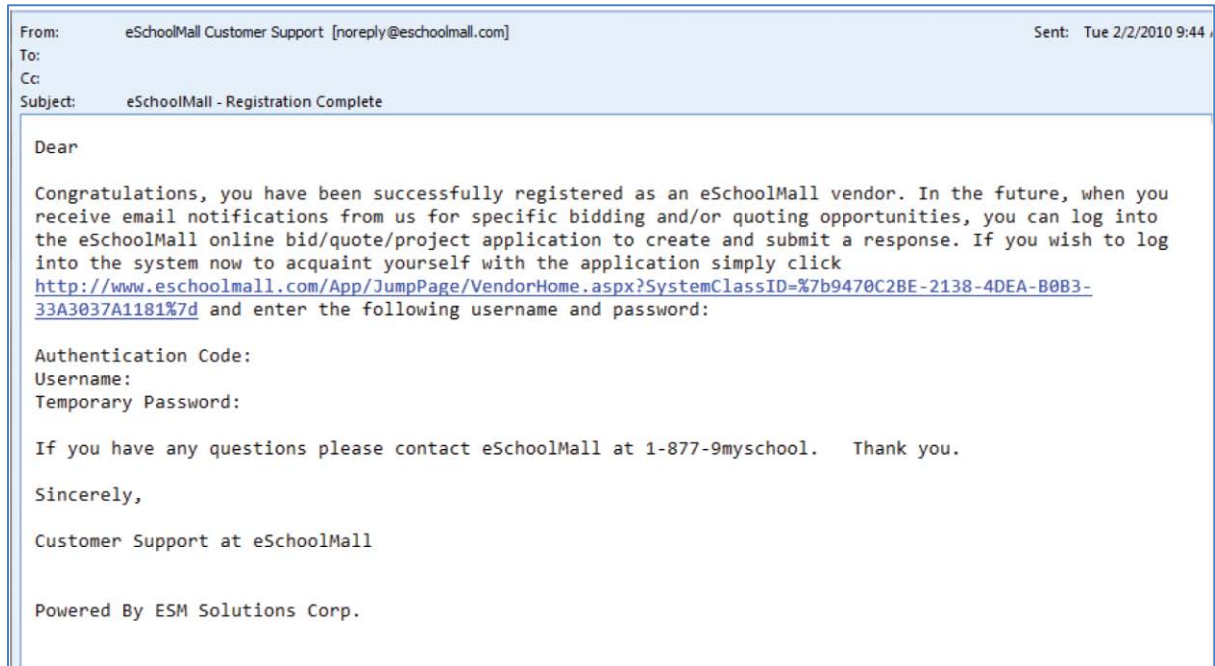 From: eSchoolMall Customer Support [noreply@eschoolmall.com] Sent: Tue 2/2/2010 9:44
To:
Cc:
Subject: eSchoolMall - Registration Complete
Dear
Congratulations, you have been successfully registered as an eSchoolMall vendor. In the future, when you
receive email notifications from us for specific bidding and/or quoting opportunities, you can log into
the eSchoolMall online bid/quote/project application to create and submit a response. If you wish to log
into the system now to acquaint yourself with the application simply click
http://www.eschoolmall.com/App/JumpPage/VendorHome.aspx?SystemClassID=%7b9470C2BE-2138-4DEA-B0B3-
33A3037A1181%7d and enter the following username and password:
Authentication Code:
Username:
Temporary Password:
If you have any questions please contact eSchoolMall at 1-877-9myschool. Thank you.
Sincerely,
Customer Support at eSchoolMall
Powered By ESM Solutions Corp.